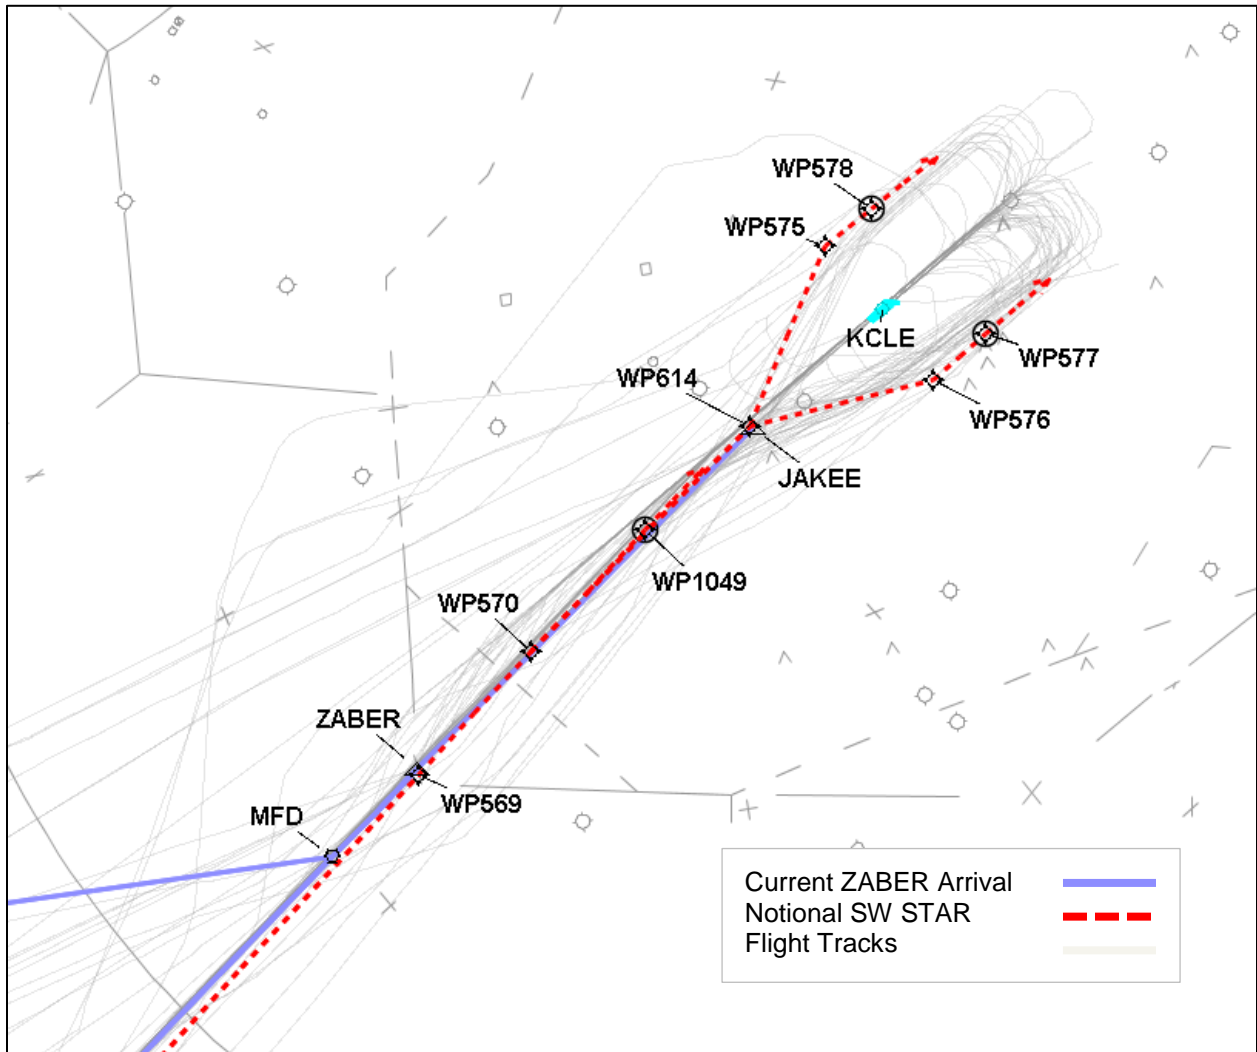 WP578
WP575
KCLE
WP577
WP614
WP576
JAKEE
WP1049
WP570
ZABER
WP569
MFD
Current ZABER Arrival
Notional SW STAR
Flight Tracks